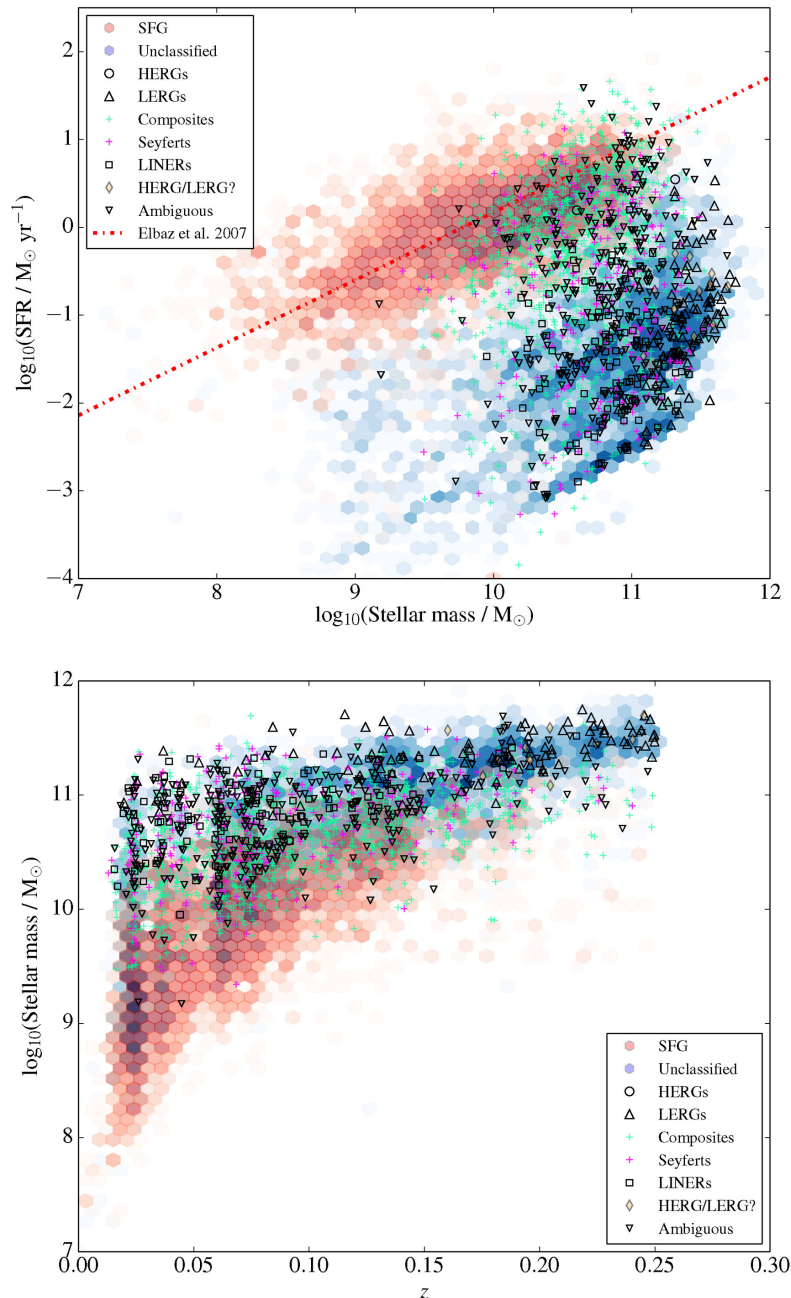 SFG
Unclassified
HERGs
LERGs
Composites
Seyferts
LINERs
HERG/LERG?
Ambiguous
Elbaz et al. 2007
2
1
0
−1
−2
−3
−4
log₁₀(SFR / M☉ yr⁻¹)
7 8 9 10 11 12
log₁₀(Stellar mass / M☉)
12
11
10
9
8
7
log₁₀(Stellar mass / M☉)
SFG
Unclassified
HERGs
LERGs
Composites
Seyferts
LINERs
HERG/LERG?
Ambiguous
0.00 0.05 0.10 0.15 0.20 0.25 0.30
z